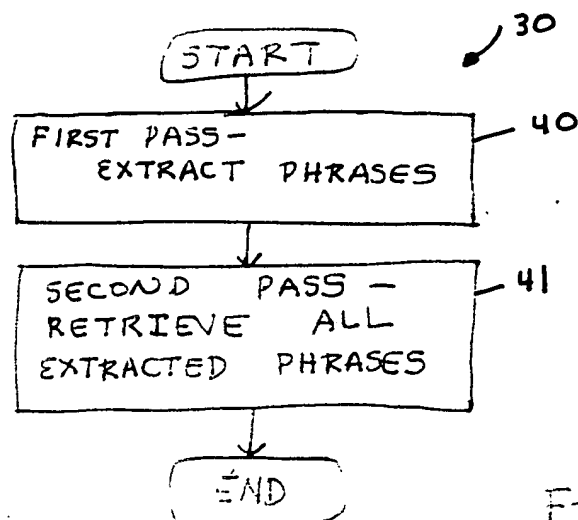 30
START
FIRST PASS-
EXTRACT PHRASES
40
SECOND PASS -
RETRIEVE ALL
EXTRACTED PHRASES
41
END